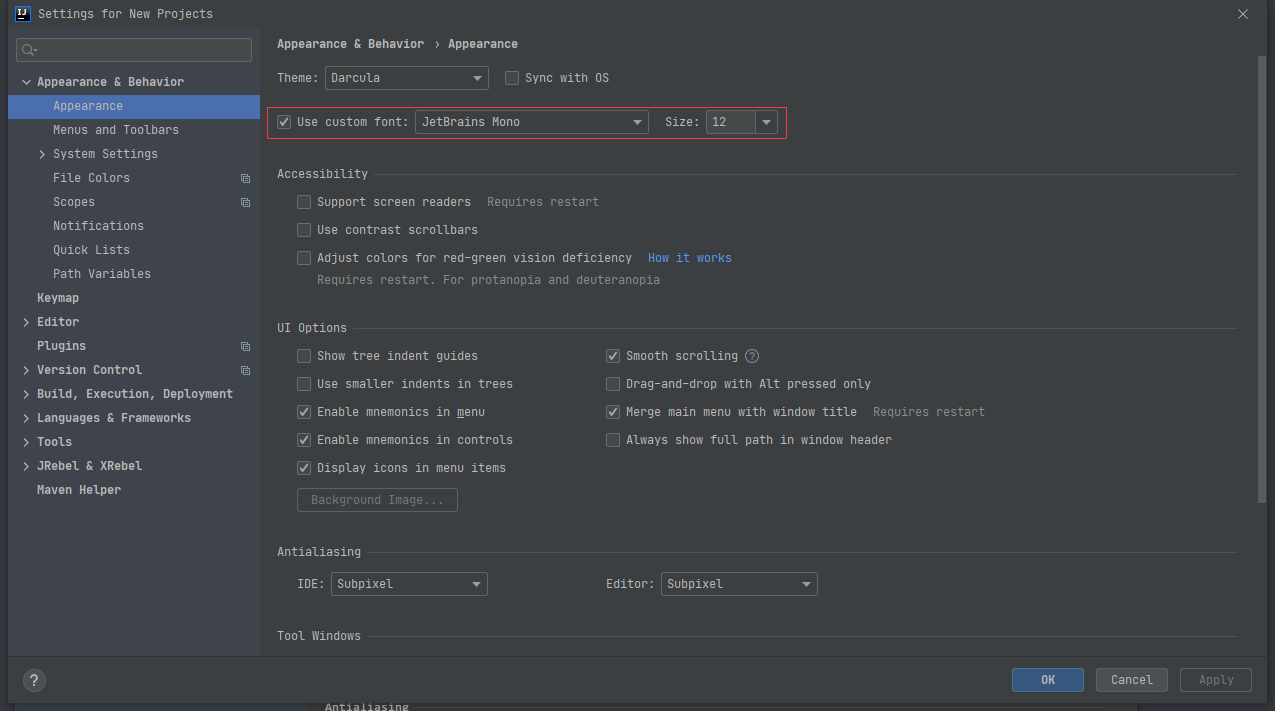 Settings for New Projects
Appearance & Behavior
Appearance
Menus and Toolbars
System Settings
File Colors
Scopes
Notifications
Quick Lists
Path Variables
Keymap
Editor
Plugins
Version Control
Build, Execution, Deployment
Languages & Frameworks
Tools
JRebel & XRebel
Maven Helper
Appearance & Behavior › Appearance
Theme: Darcula Sync with OS
Use custom font: JetBrains Mono Size: 12
Accessibility
Support screen readers Requires restart
Use contrast scrollbars
Adjust colors for red-green vision deficiency How it works
Requires restart. For protanopia and deuteranopia
UI Options
Show tree indent guides Smooth scrolling ?
Use smaller indents in trees Drag-and-drop with Alt pressed only
Enable mnemonics in menu Merge main menu with window title Requires restart
Enable mnemonics in controls Always show full path in window header
Display icons in menu items
Background Image...
Antialiasing
IDE: Subpixel Editor: Subpixel
Tool Windows
? OK Cancel Apply
Antialiasing